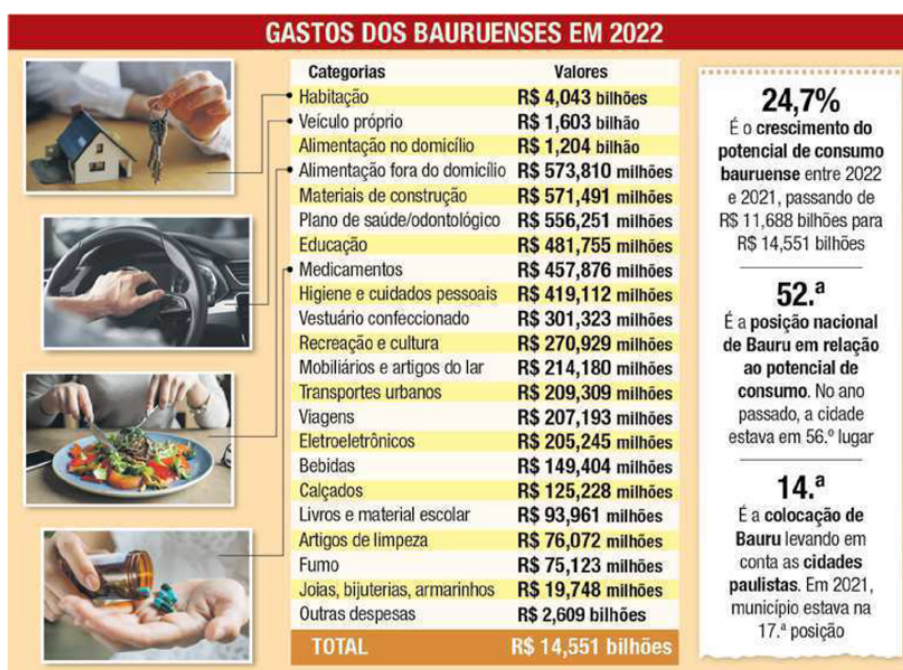 GASTOS DOS BAURUENSES EM 2022
Categorias Valores
Habitação R$ 4,043 bilhões
Veículo próprio R$ 1,603 bilhão
Alimentação no domicílio R$ 1,204 bilhão
Alimentação fora do domicílio R$ 573,810 milhões
Materiais de construção R$ 571,491 milhões
Plano de saúde/odontológico R$ 556,251 milhões
Educação R$ 481,755 milhões
Medicamentos R$ 457,876 milhões
Higiene e cuidados pessoais R$ 419,112 milhões
Vestuário confeccionado R$ 301,323 milhões
Recreação e cultura R$ 270,929 milhões
Mobiliários e artigos do lar R$ 214,180 milhões
Transportes urbanos R$ 209,309 milhões
Viagens R$ 207,193 milhões
Eletroeletrônicos R$ 205,245 milhões
Bebidas R$ 149,404 milhões
Calçados R$ 125,228 milhões
Livros e material escolar R$ 93,961 milhões
Artigos de limpeza R$ 76,072 milhões
Fumo R$ 75,123 milhões
Joias, bijuterias, armarinhos R$ 19,748 milhões
Outras despesas R$ 2,609 bilhões
TOTAL R$ 14,551 bilhões
24,7%
É o crescimento do
potencial de consumo
bauruense entre 2022
e 2021, passando de
R$ 11,688 bilhões para
R$ 14,551 bilhões
52.ª
É a posição nacional
de Bauru em relação
ao potencial de
consumo. No ano
passado, a cidade
estava em 56.º lugar
14.ª
É a colocação de
Bauru levando em
conta as cidades
paulistas. Em 2021,
município estava na
17.ª posição